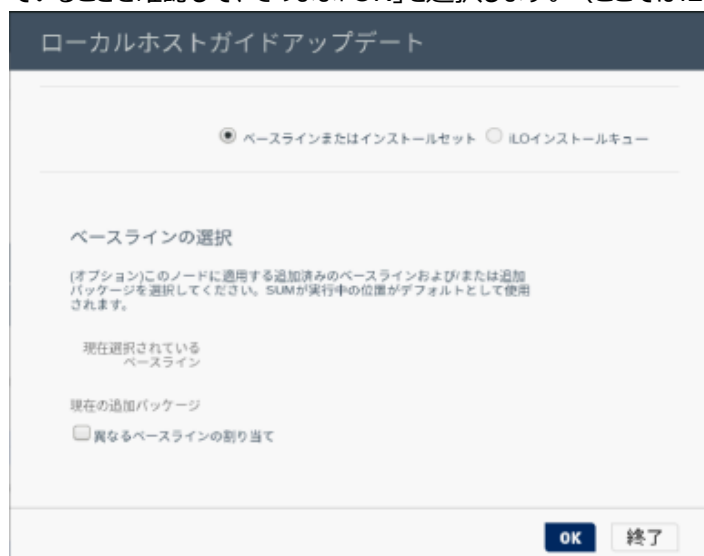 ローカルホストガイドアップデート
ベースラインまたはインストールセット iLOインストールキュー
ベースラインの選択
(オプション)このノードに適用する追加済みのベースラインおよび/または追加
パッケージを選択してください。SUMが実行中の位置がデフォルトとして使用
されます。
現在選択されている
ベースライン
現在の追加パッケージ
異なるベースラインの割り当て
OK 終了